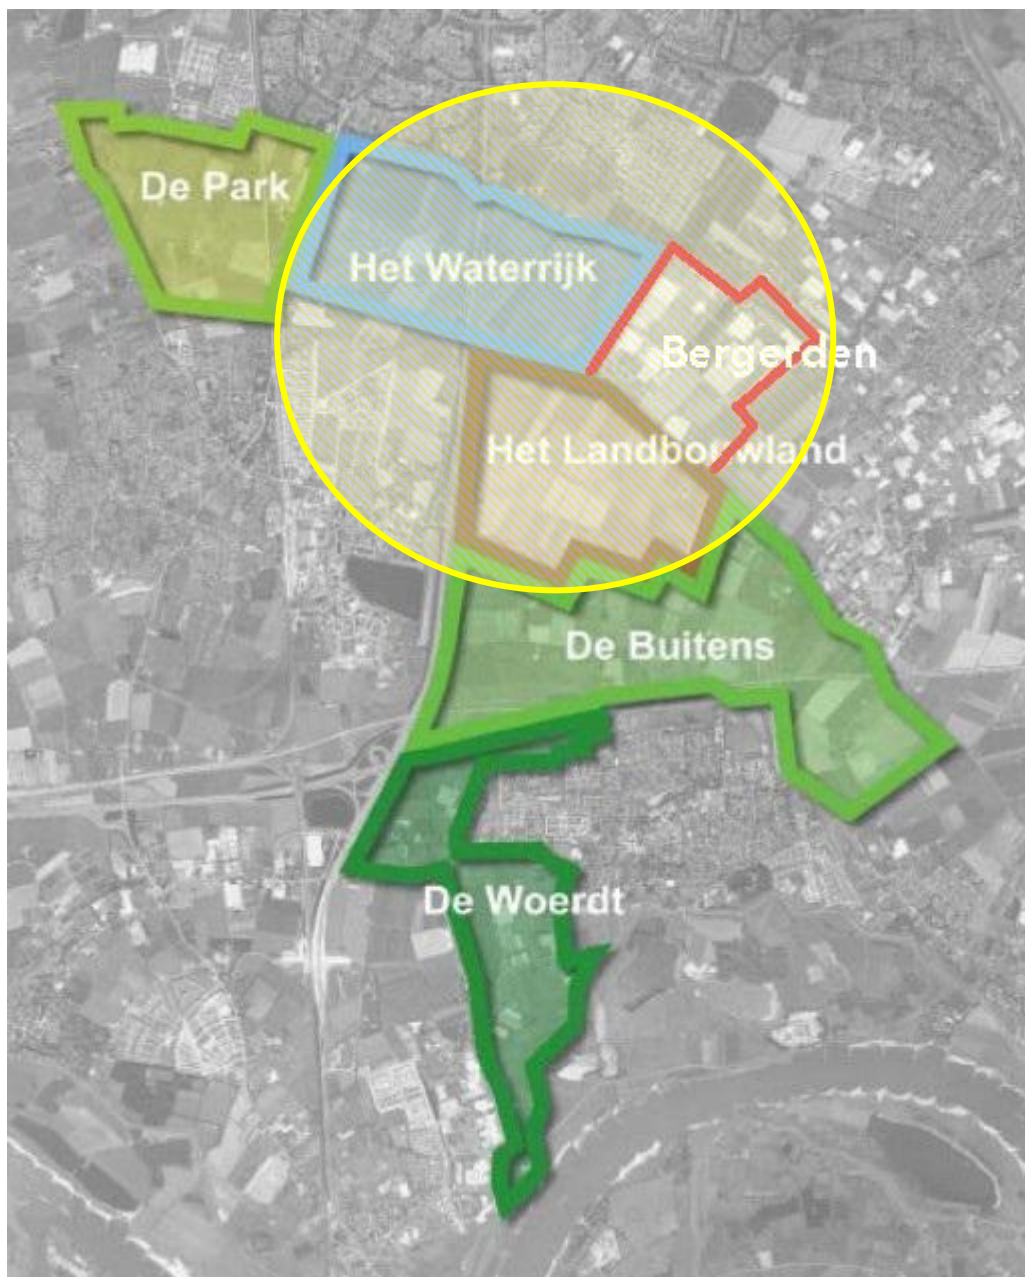 De Park
Het Waterrijk
Bergerden
Het Landbouwland
De Buitens
De Woerdt